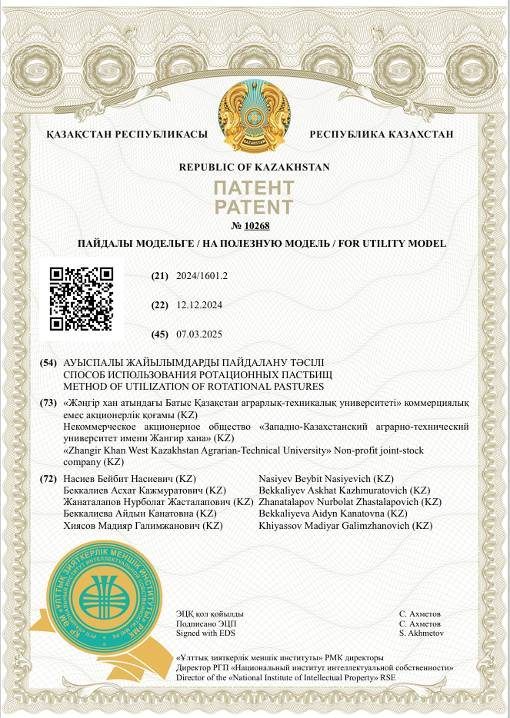 ҚАЗАҚСТАН РЕСПУБЛИКАСЫ
РЕСПУБЛИКА КАЗАХСТАН
REPUBLIC OF KAZAKHSTAN
ПАТЕНТ
PATENT
№ 10268
ПАЙДАЛЫ МОДЕЛЬГЕ / НА ПОЛЕЗНУЮ МОДЕЛЬ / FOR UTILITY MODEL
(21) 2024/1601.2
(22) 12.12.2024
(45) 07.03.2025
(54) АУЫСПАЛЫ ЖАЙЫЛЫМДАРДЫ ПАЙДАЛАНУ ТӘСІЛІ
СПОСОБ ИСПОЛЬЗОВАНИЯ РОТАЦИОННЫХ ПАСТБИЩ
METHOD OF UTILIZATION OF ROTATIONAL PASTURES
(73) «Жәңгір хан атындағы Батыс Қазақстан аграрлық-техникалық университеті» коммерциялық
емес акционерлік қоғамы (KZ)
Некоммерческое акционерное общество «Западно-Казахстанский аграрно-технический
университет имени Жангир хана» (KZ)
«Zhangir Khan West Kazakhstan Agrarian-Technical University» Non-profit joint-stock
company (KZ)
(72) Насиев Бейбит Насиевич (KZ) Nasiyev Beybit Nasiyevich (KZ)
Беккалиев Асхат Кажмуратович (KZ) Bekkaliyev Askhat Kazhmuratovich (KZ)
Жанаталапов Нурболат Жасталапович (KZ) Zhanatalapov Nurbolat Zhastalapovich (KZ)
Беккалиева Айдын Канатовна (KZ) Bekkaliyeva Aidyn Kanatovna (KZ)
Хиясов Мадияр Галимжанович (KZ) Khiyassov Madiyar Galimzhanovich (KZ)
ЭЦҚ қол қойылды С. Ахметов
Подписано ЭЦП С. Ахметов
Signed with EDS S. Akhmetov
«Ұлттық зияткерлік меншік институты» РМК директоры
Директор РГП «Национальный институт интеллектуальной собственности»
Director of the «National Institute of Intellectual Property» RSE